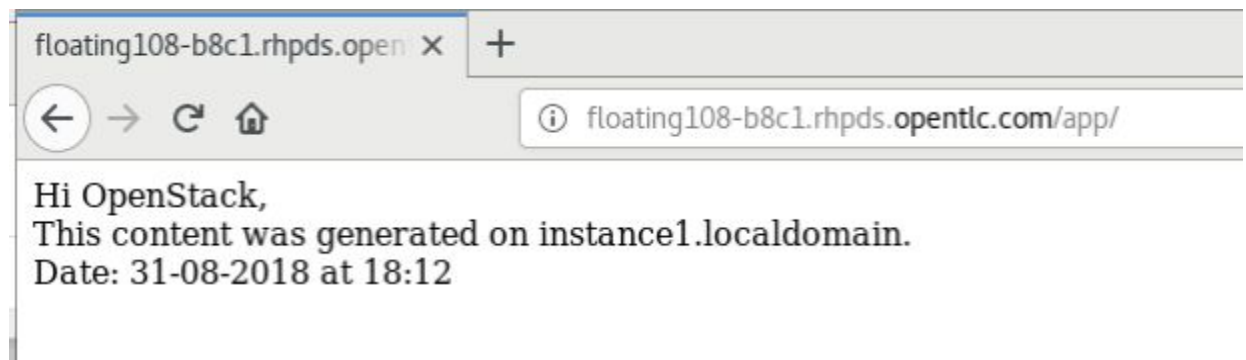 floating108-b8c1.rhpds.open
floating108-b8c1.rhpds.opentlc.com/app/
Hi OpenStack,
This content was generated on instance1.localdomain.
Date: 31-08-2018 at 18:12